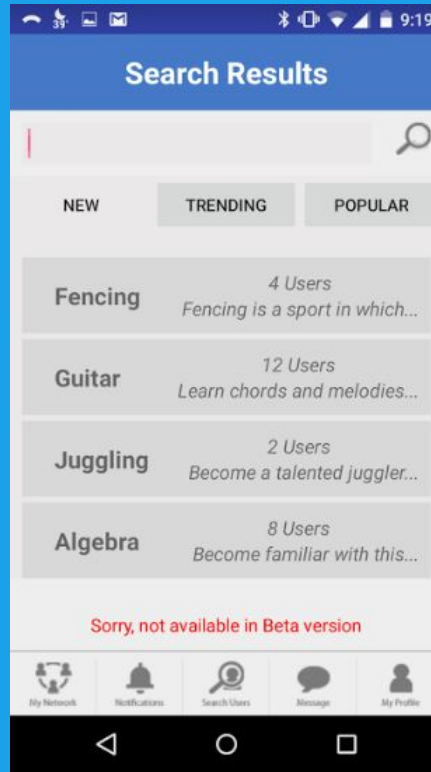 39°
9:19
Search Results
NEW
TRENDING
POPULAR
Fencing
4 Users
Fencing is a sport in which...
Guitar
12 Users
Learn chords and melodies...
Juggling
2 Users
Become a talented juggler...
Algebra
8 Users
Become familiar with this...
Sorry, not available in Beta version
My Network
Notifications
Search Users
Message
My Profile